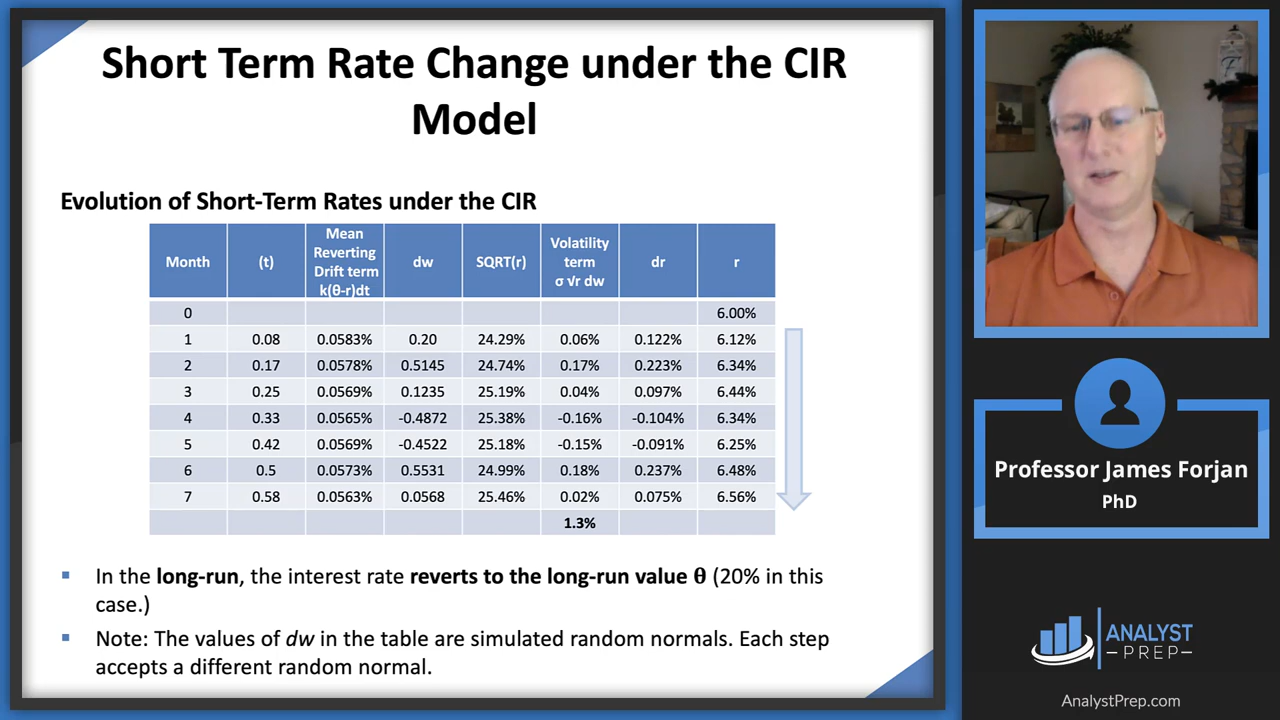 Short Term Rate Change under the CIR
Model
Evolution of Short-Term Rates under the CIR
Month (t) Mean Reverting Drift term k(θ-r)dt dw SQRT(r) Volatility term σ √r dw dr r
0 6.00%
1 0.08 0.0583% 0.20 24.29% 0.06% 0.122% 6.12%
2 0.17 0.0578% 0.5145 24.74% 0.17% 0.223% 6.34%
3 0.25 0.0569% 0.1235 25.19% 0.04% 0.097% 6.44%
4 0.33 0.0565% -0.4872 25.38% -0.16% -0.104% 6.34%
5 0.42 0.0569% -0.4522 25.18% -0.15% -0.091% 6.25%
6 0.5 0.0573% 0.5531 24.99% 0.18% 0.237% 6.48%
7 0.58 0.0563% 0.0568 25.46% 0.02% 0.075% 6.56%
1.3%
▪ In the long-run, the interest rate reverts to the long-run value θ (20% in this
case.)
▪ Note: The values of dw in the table are simulated random normals. Each step
accepts a different random normal.
Professor James Forjan
PhD
ANALYST
PREP
AnalystPrep.com